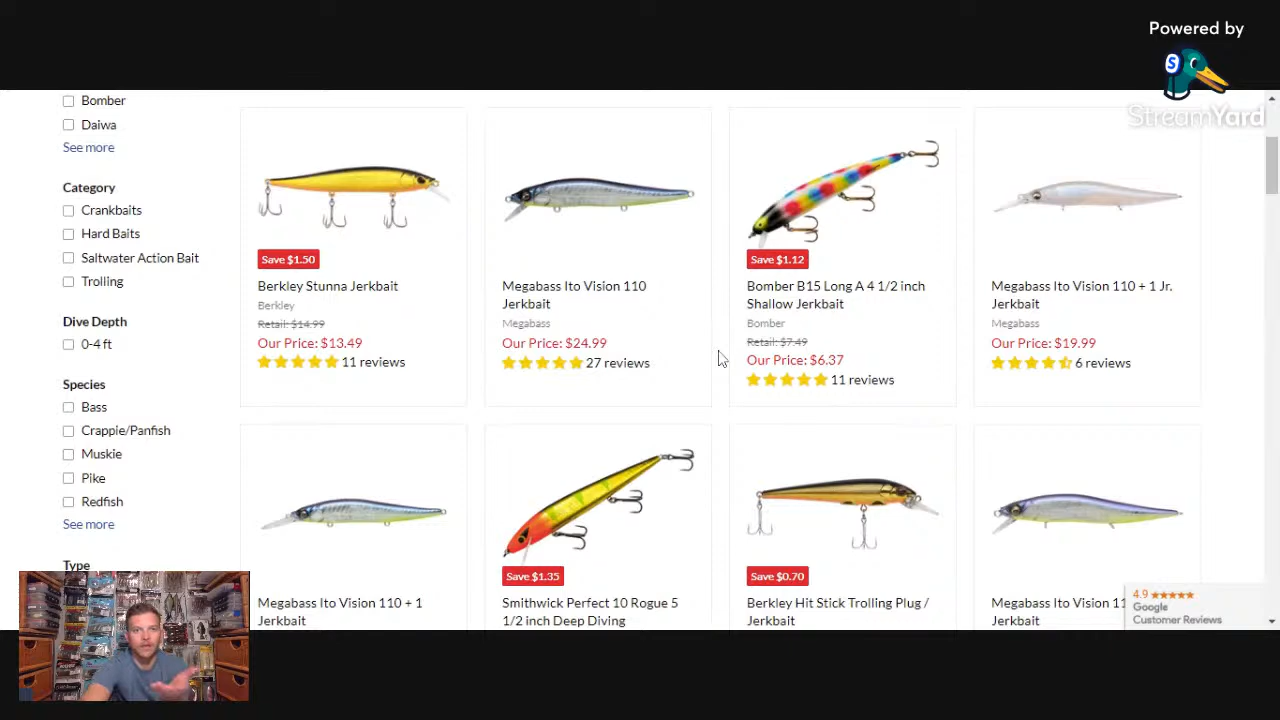 Powered by
S
StreamYard
Bomber
Daiwa
See more
Category
Crankbaits
Hard Baits
Saltwater Action Bait
Trolling
Dive Depth
0-4 ft
Species
Bass
Crappie/Panfish
Muskie
Pike
Redfish
See more
Type
Save $1.50
Berkley Stunna Jerkbait
Berkley
Retail: $14.99
Our Price: $13.49
11 reviews
Megabass Ito Vision 110
Jerkbait
Megabass
Our Price: $24.99
27 reviews
Save $1.12
Bomber B15 Long A 4 1/2 inch
Shallow Jerkbait
Bomber
Retail: $7.49
Our Price: $6.37
11 reviews
Megabass Ito Vision 110 + 1 Jr.
Jerkbait
Megabass
Our Price: $19.99
6 reviews
Megabass Ito Vision 110 + 1
Jerkbait
Save $1.35
Smithwick Perfect 10 Rogue 5
1/2 inch Deep Diving
Save $0.70
Berkley Hit Stick Trolling Plug /
Jerkbait
Megabass Ito Vision 11
Jerkbait
4.9
Google
Customer Reviews